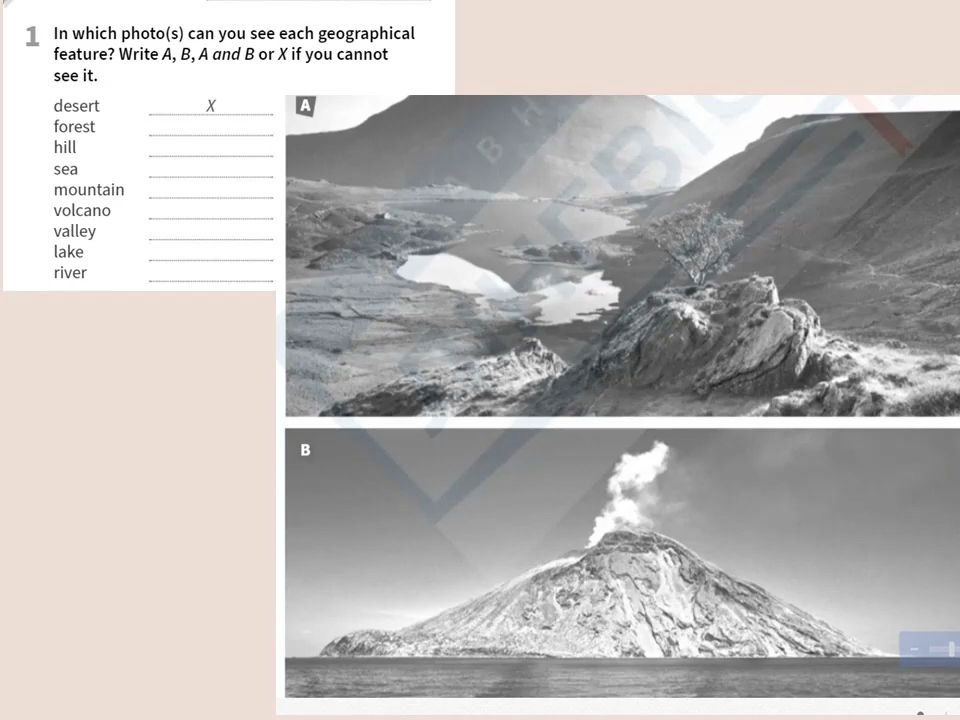 1 In which photo(s) can you see each geographical
feature? Write A, B, A and B or X if you cannot
see it.
desert X
forest
hill
sea
mountain
volcano
valley
lake
river
A
B